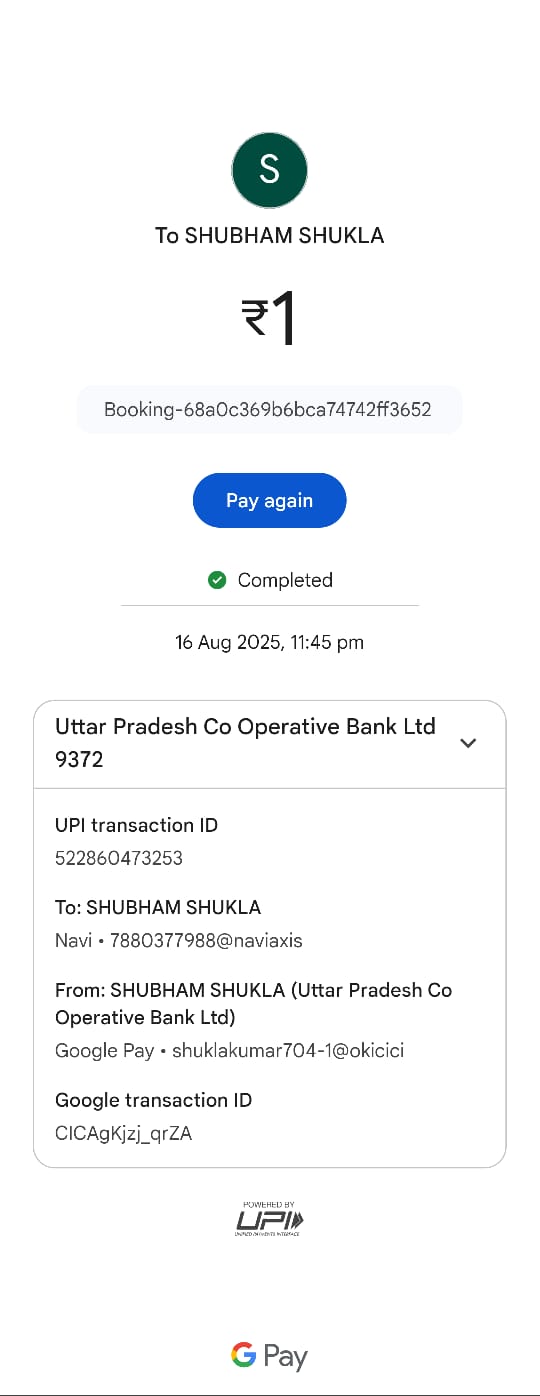 S
To SHUBHAM SHUKLA
₹1
Booking-68a0c369b6bca74742ff3652
Pay again
Completed
16 Aug 2025, 11:45 pm
Uttar Pradesh Co Operative Bank Ltd
9372
UPI transaction ID
522860473253
To: SHUBHAM SHUKLA
Navi • 7880377988@naviaxis
From: SHUBHAM SHUKLA (Uttar Pradesh Co
Operative Bank Ltd)
Google Pay • shuklakumar704-1@okicici
Google transaction ID
CICAgKjzj_qrZA
POWERED BY
UPI
UNIFIED PAYMENTS INTERFACE
G Pay